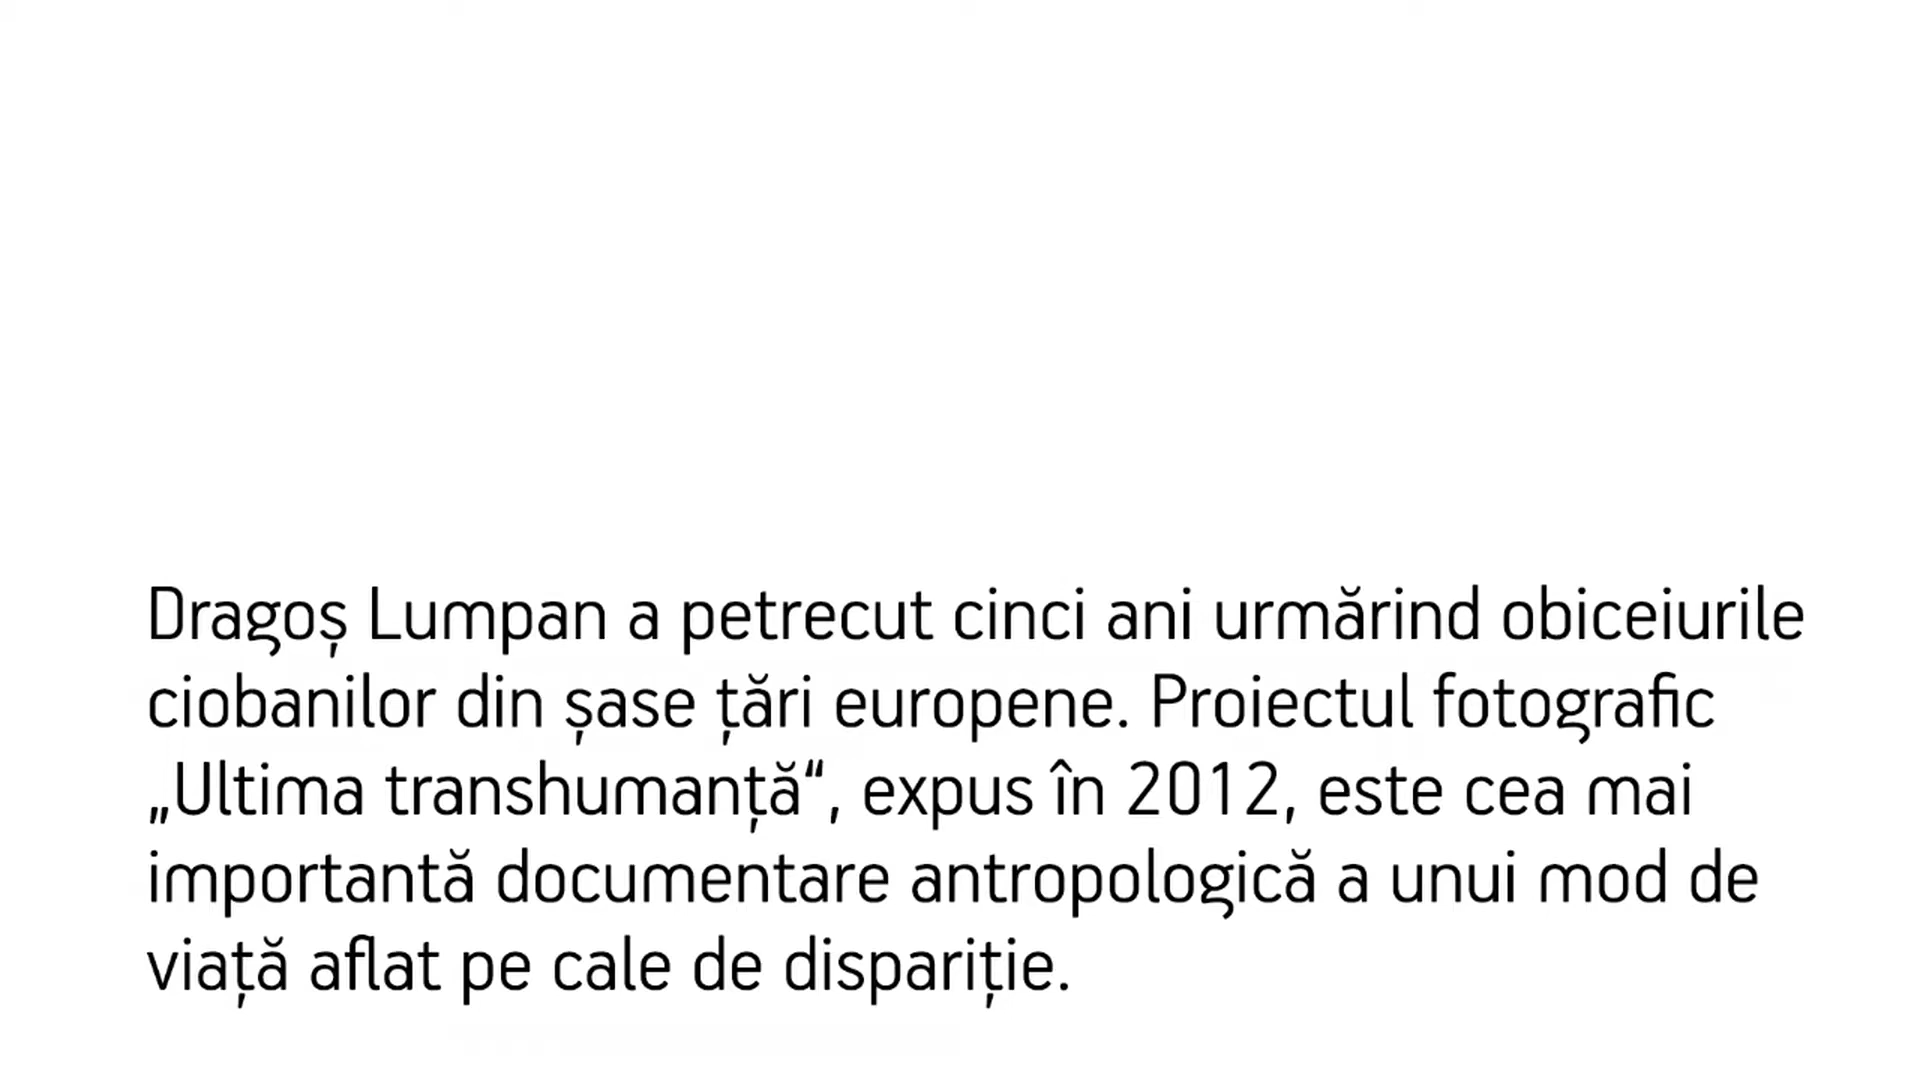 Dragoș Lumpan a petrecut cinci ani urmărind obiceiurile
ciobanilor din șase țări europene. Proiectul fotografic
„Ultima transhumanță“, expus în 2012, este cea mai
importantă documentare antropologică a unui mod de
viață aflat pe cale de dispariție.